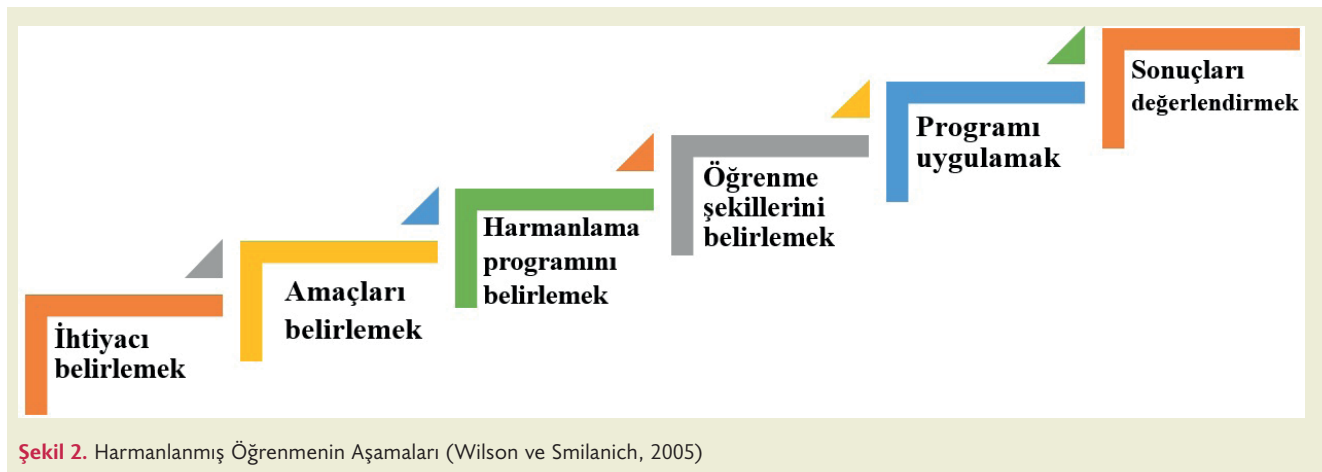 İhtiyacı
belirlemek
Amaçları
belirlemek
Harmanlama
programını
belirlemek
Öğrenme
şekillerini
belirlemek
Programı
uygulamak
Sonuçları
değerlendirmek
Şekil 2. Harmanlanmış Öğrenmenin Aşamaları (Wilson ve Smilanich, 2005)